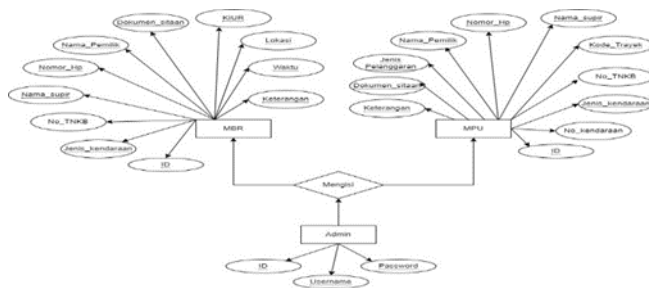 Dokumen_sitaan
KIUR
Lokasi
Nama_Pemilik
Nomor_Hp
Waktu
Nama_supir
Keterangan
No_TNKB
MBR
Jenis_kendaraan
ID
Nomor_Hp
Nama_supir
Nama_Pemilik
Kode_Trayek
Jenis
Pelanggaran
No_TNKB
Dokumen_sitaan
Jenis_kendaraan
Keterangan
MPU
No_kendaraan
ID
Mengisi
Admin
ID
Password
Username